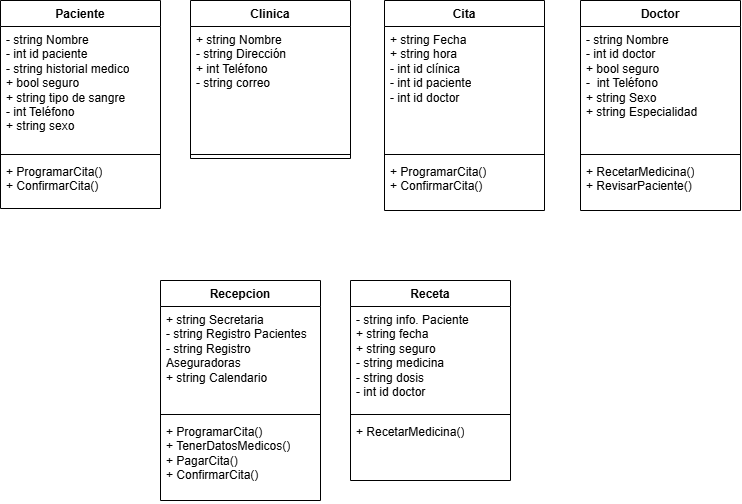 Paciente
- string Nombre
- int id paciente
- string historial medico
+ bool seguro
+ string tipo de sangre
- int Teléfono
+ string sexo
+ ProgramarCita()
+ ConfirmarCita()
Clinica
+ string Nombre
- string Dirección
+ int Teléfono
- string correo
Cita
+ string Fecha
+ string hora
- int id clínica
- int id paciente
- int id doctor
+ ProgramarCita()
+ ConfirmarCita()
Doctor
- string Nombre
- int id doctor
+ bool seguro
-  int Teléfono
+ string Sexo
+ string Especialidad
+ RecetarMedicina()
+ RevisarPaciente()
Recepcion
+ string Secretaria
- string Registro Pacientes
- string Registro
Aseguradoras
+ string Calendario
+ ProgramarCita()
+ TenerDatosMedicos()
+ PagarCita()
+ ConfirmarCita()
Receta
- string info. Paciente
+ string fecha
+ string seguro
- string medicina
- string dosis
- int id doctor
+ RecetarMedicina()